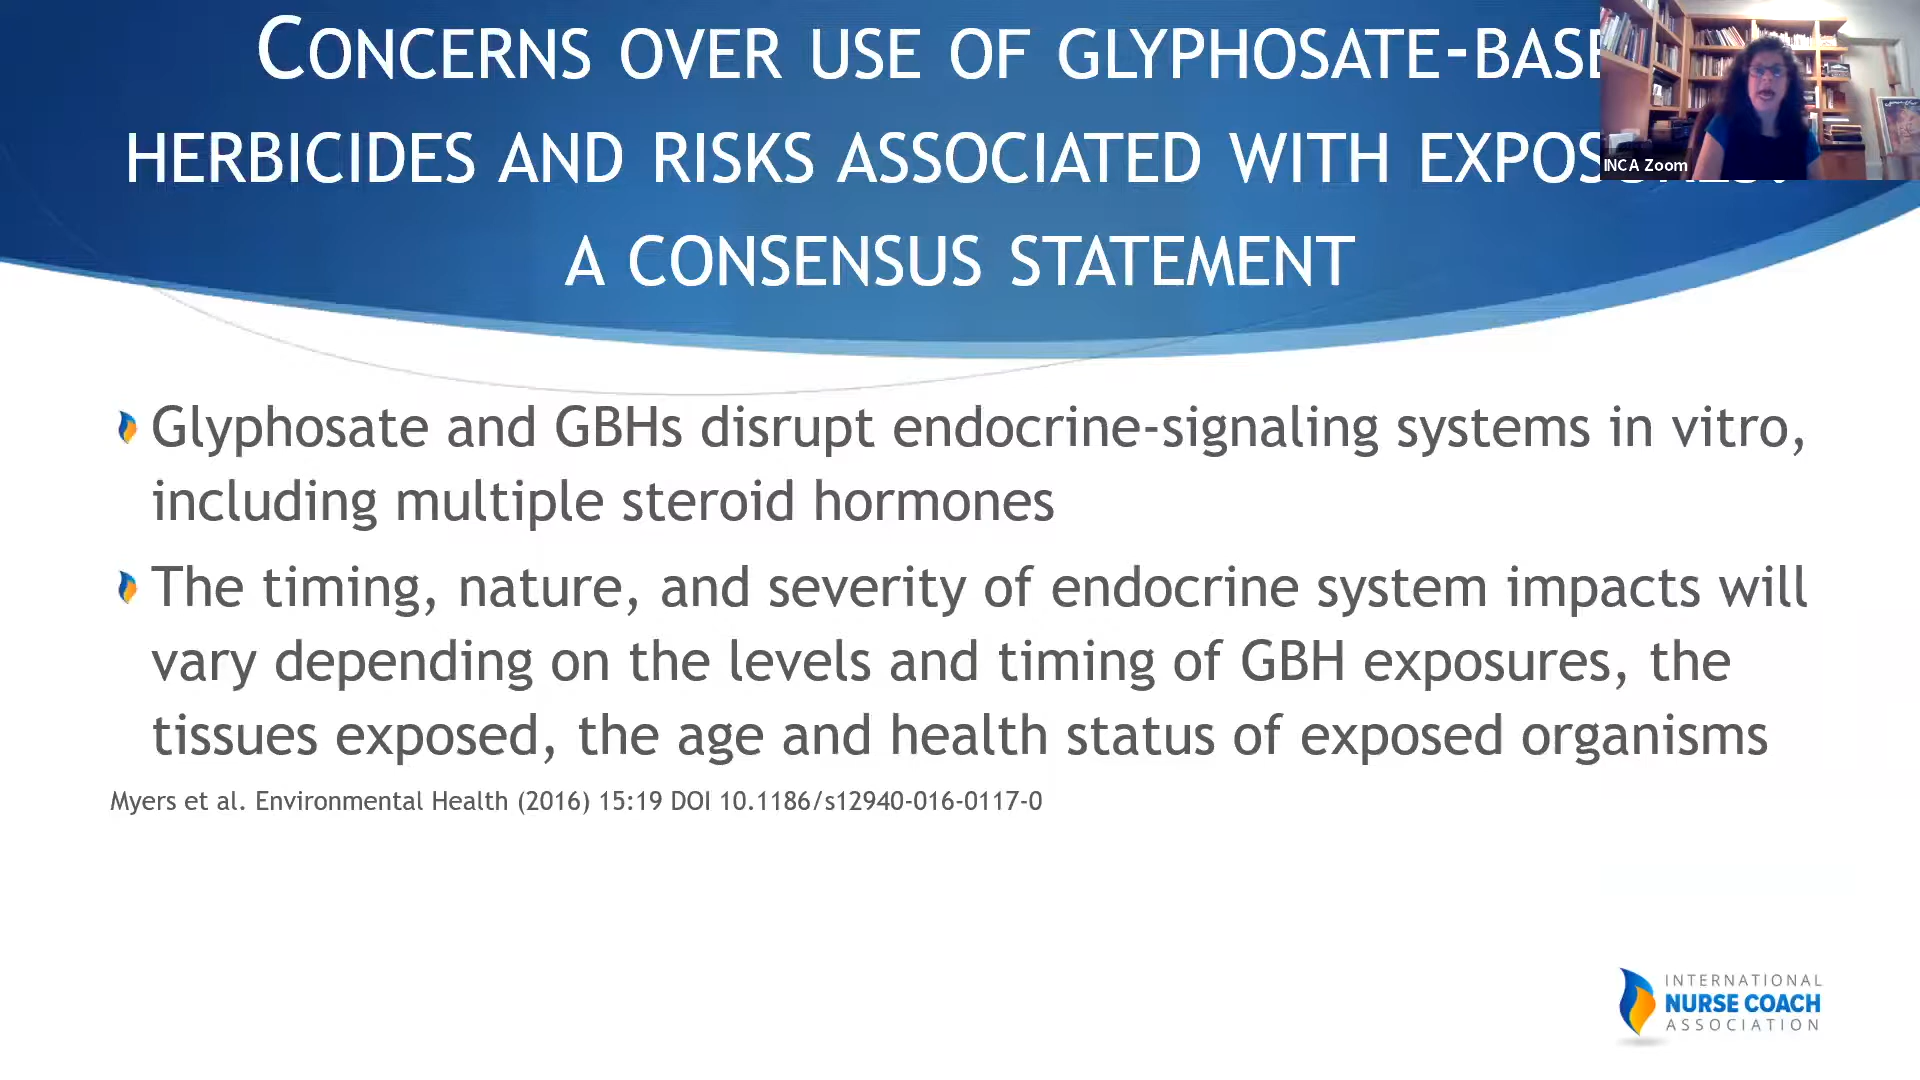 CONCERNS OVER USE OF GLYPHOSATE-BASE
HERBICIDES AND RISKS ASSOCIATED WITH
A CONSENSUS STATEMENT
INCA Zoom
Glyphosate and GBHs disrupt endocrine-signaling systems in vitro,
including multiple steroid hormones
The timing, nature, and severity of endocrine system impacts will
vary depending on the levels and timing of GBH exposures, the
tissues exposed, the age and health status of exposed organisms
Myers et al. Environmental Health (2016) 15:19 DOI 10.1186/s12940-016-0117-0
INTERNATIONAL
NURSE COACH
ASSOCIATION